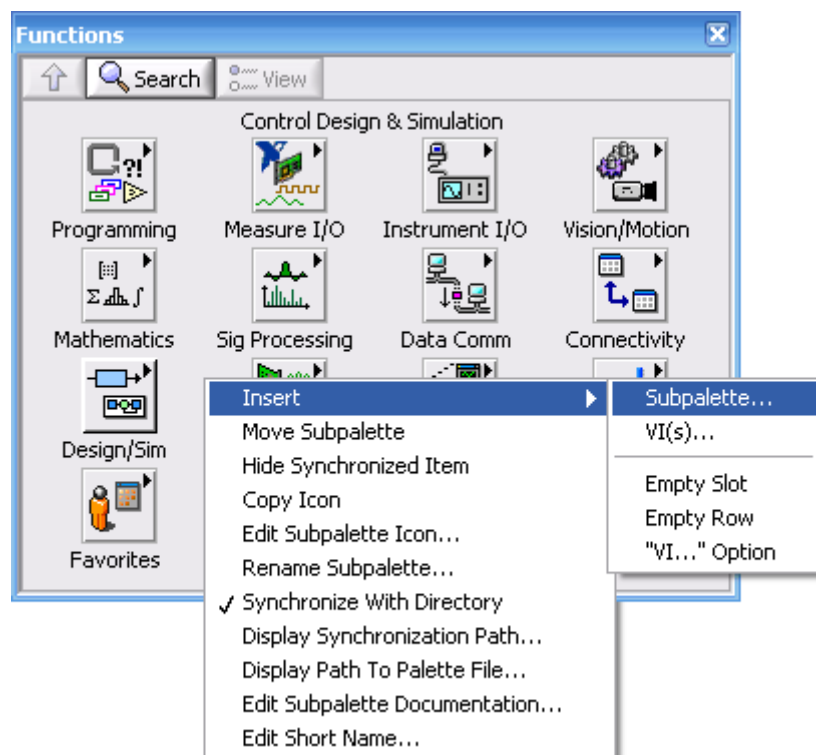 Functions
Search View
Control Design & Simulation
Programming Measure I/O Instrument I/O Vision/Motion
Mathematics Sig Processing Data Comm Connectivity
Design/Sim
Favorites
Insert
Move Subpalette
Hide Synchronized Item
Copy Icon
Edit Subpalette Icon...
Rename Subpalette...
✓ Synchronize With Directory
Display Synchronization Path...
Display Path To Palette File...
Edit Subpalette Documentation...
Edit Short Name...
Subpalette...
VI(s)...
Empty Slot
Empty Row
"VI..." Option